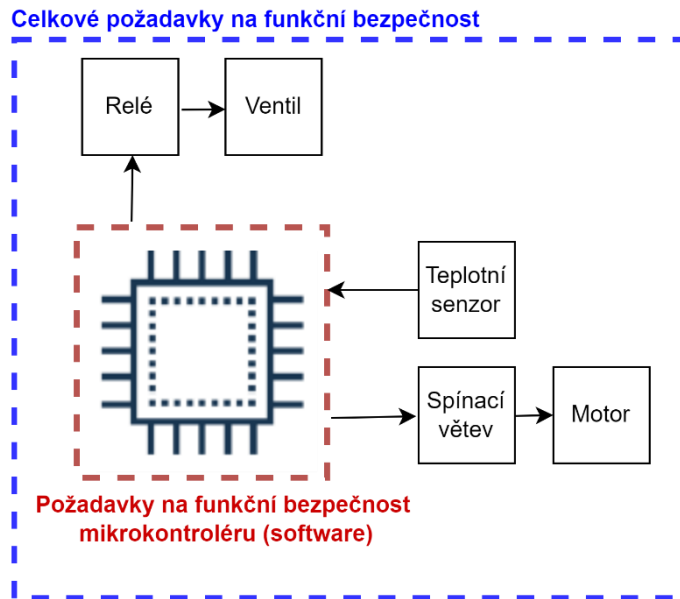 Celkové požadavky na funkční bezpečnost
Relé
Ventil
Teplotní
senzor
Spínací
větev
Motor
Požadavky na funkční bezpečnost
mikrokontroléru (software)